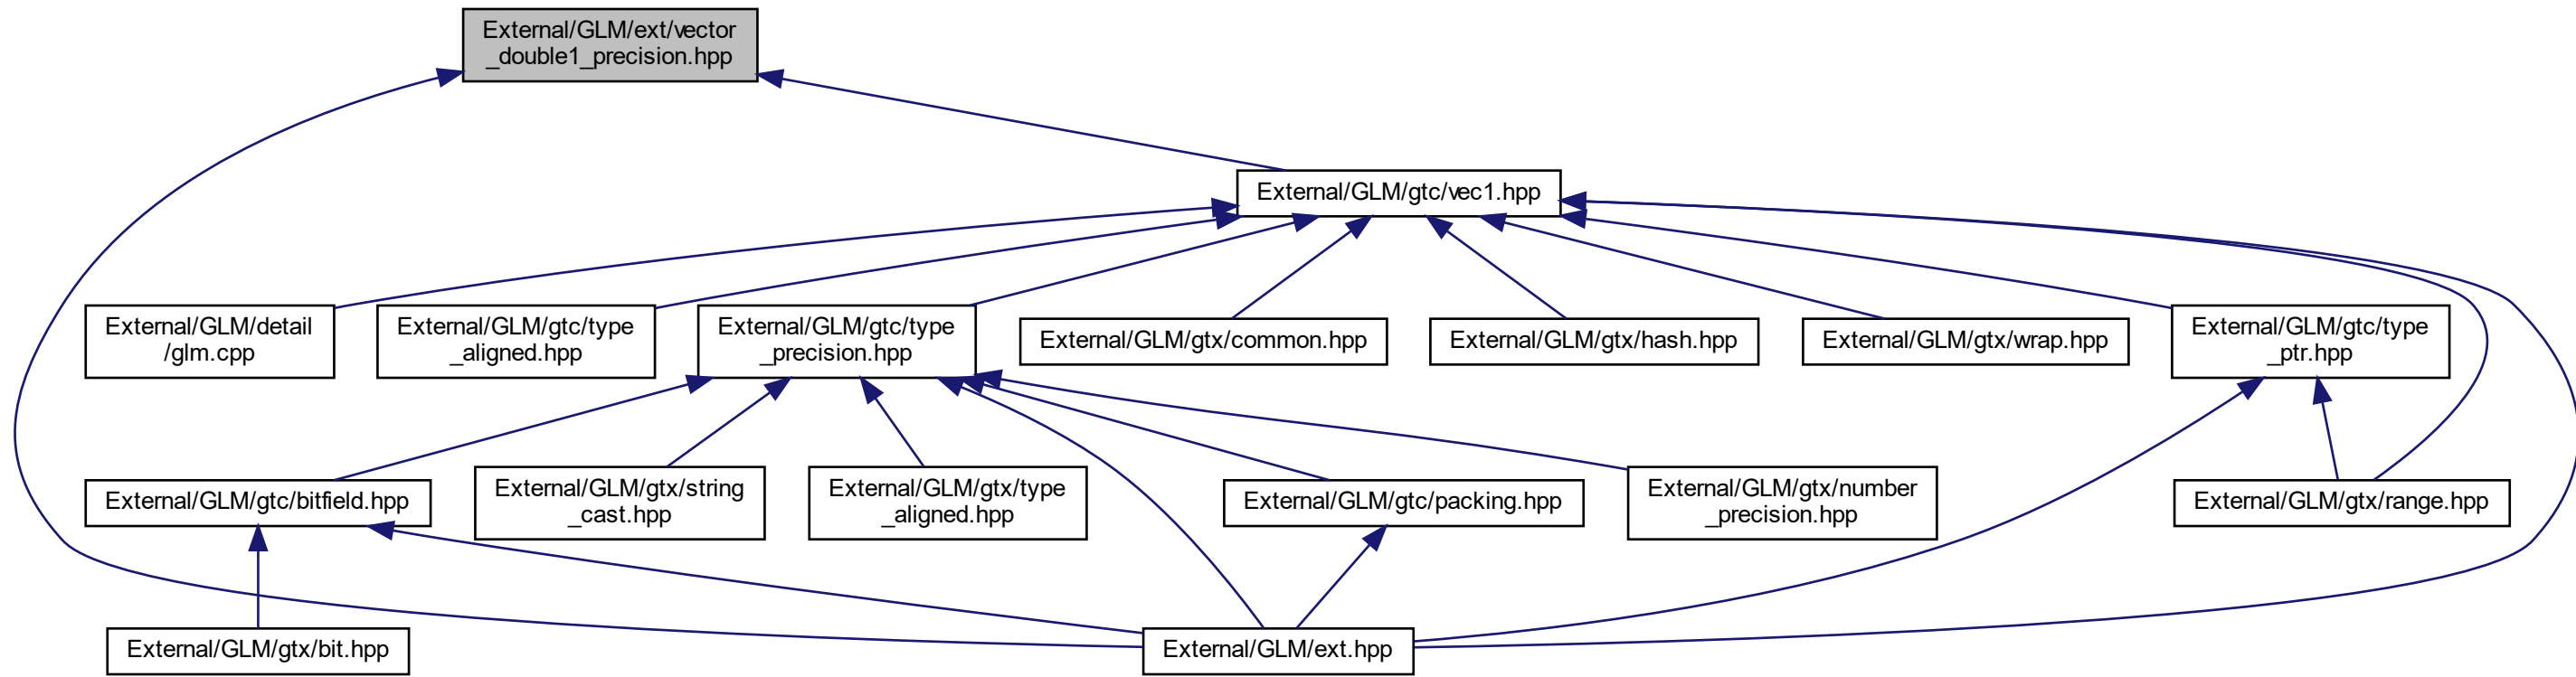 External/GLM/ext/vector
_double1_precision.hpp
External/GLM/gtc/vec1.hpp
External/GLM/detail
/glm.cpp
External/GLM/gtc/type
_aligned.hpp
External/GLM/gtc/type
_precision.hpp
External/GLM/gtx/common.hpp
External/GLM/gtx/hash.hpp
External/GLM/gtx/wrap.hpp
External/GLM/gtc/type
_ptr.hpp
External/GLM/gtc/bitfield.hpp
External/GLM/gtx/string
_cast.hpp
External/GLM/gtx/type
_aligned.hpp
External/GLM/gtc/packing.hpp
External/GLM/gtx/number
_precision.hpp
External/GLM/gtx/range.hpp
External/GLM/gtx/bit.hpp
External/GLM/ext.hpp